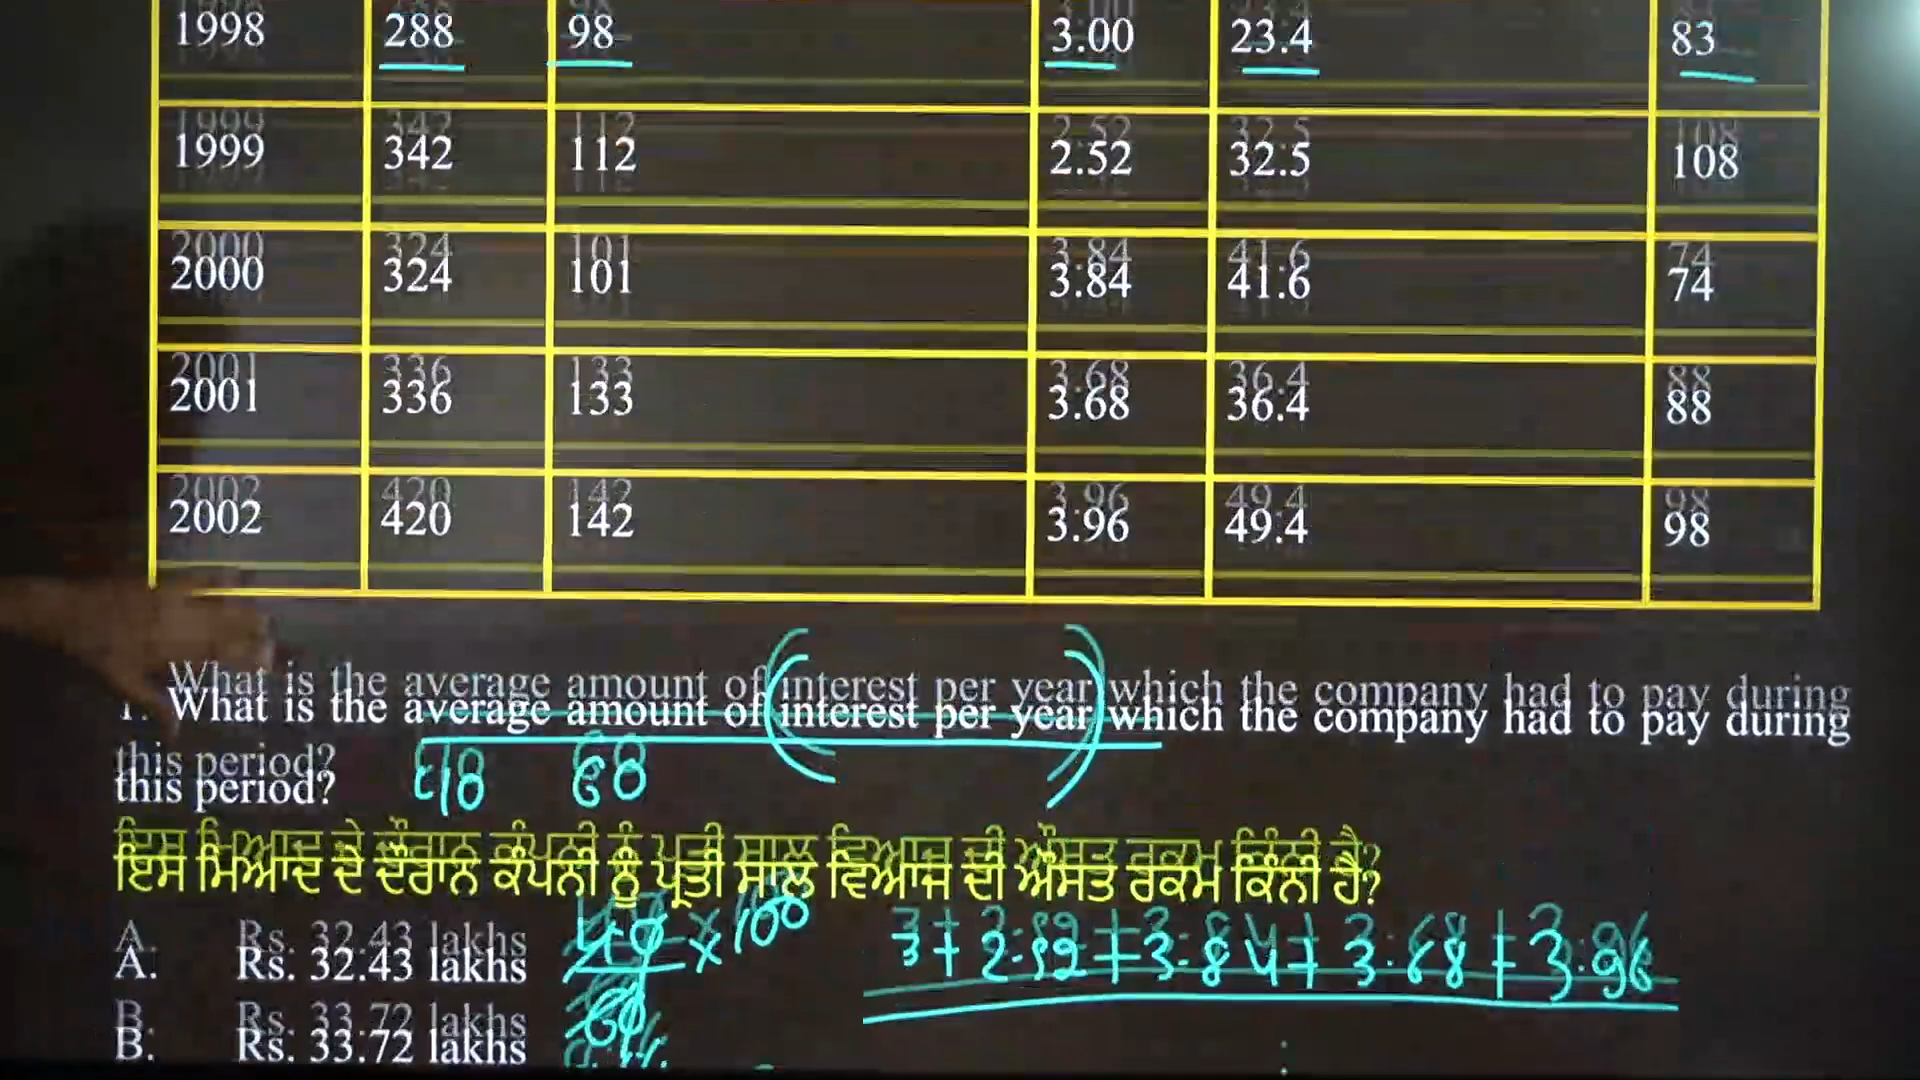 1998 288 98 3.00 23.4 83
1999 342 112 2.52 32.5 108
2000 324 101 3.84 41.6 74
2001 336 133 3.68 36.4 88
2002 420 142 3.96 49.4 98
1. What is the average amount of interest per year which the company had to pay during
this period?
ਇਸ ਮਿਆਦ ਦੇ ਦੌਰਾਨ ਕੰਪਨੀ ਨੂੰ ਪ੍ਰਤੀ ਸਾਲ ਵਿਆਜ ਦੀ ਔਸਤ ਰਕਮ ਕਿੰਨੀ ਹੈ?
x 100
3+ 2.52+3.84+ 3.68+3.96
A. Rs. 32.43 lakhs
B. Rs. 33.72 lakhs